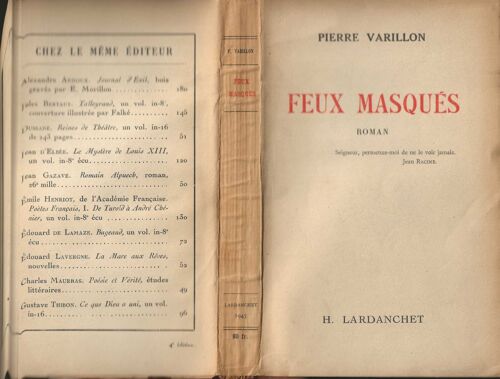 CHEZ LE MÊME ÉDITEUR
Alexandre Arnoux. Journal d'Exil, bois
gravés par E. Morillon ... 180
Jules Bertaut. Talleyrand, un vol. in-8°,
couverture illustrée par Falké ... 145
Dussane. Reines de Théâtre, un vol. in-16
de 245 pages ... 51
Jean d'Elbée. Le Mystère de Louis XIII,
un vol. in-8° écu ... 120
Jean Gazave. Romain Alpuech, roman,
26e mille ... 50
Émile Henriot, de l'Académie Française.
Poètes Français, I. De Turold à André Ché-
nier, un vol. in-8° écu ... 150
Édouard de Lamaze. Bugeaud, un vol. in-8°
écu ... 72
Édouard Lavergne. La Mare aux Rêves,
nouvelles ... 52
Charles Maurras. Poésie et Vérité, études
littéraires ... 49
Gustave Thibon. Ce que Dieu a uni, un vol.
in-16 ... 96
4e édition.
P. VARILLON
FEUX
MASQUÉS
LARDANCHET
1945
80 fr.
PIERRE VARILLON
FEUX MASQUÉS
ROMAN
Seigneur, permettez-moi de ne le voir jamais.
Jean Racine.
H. LARDANCHET